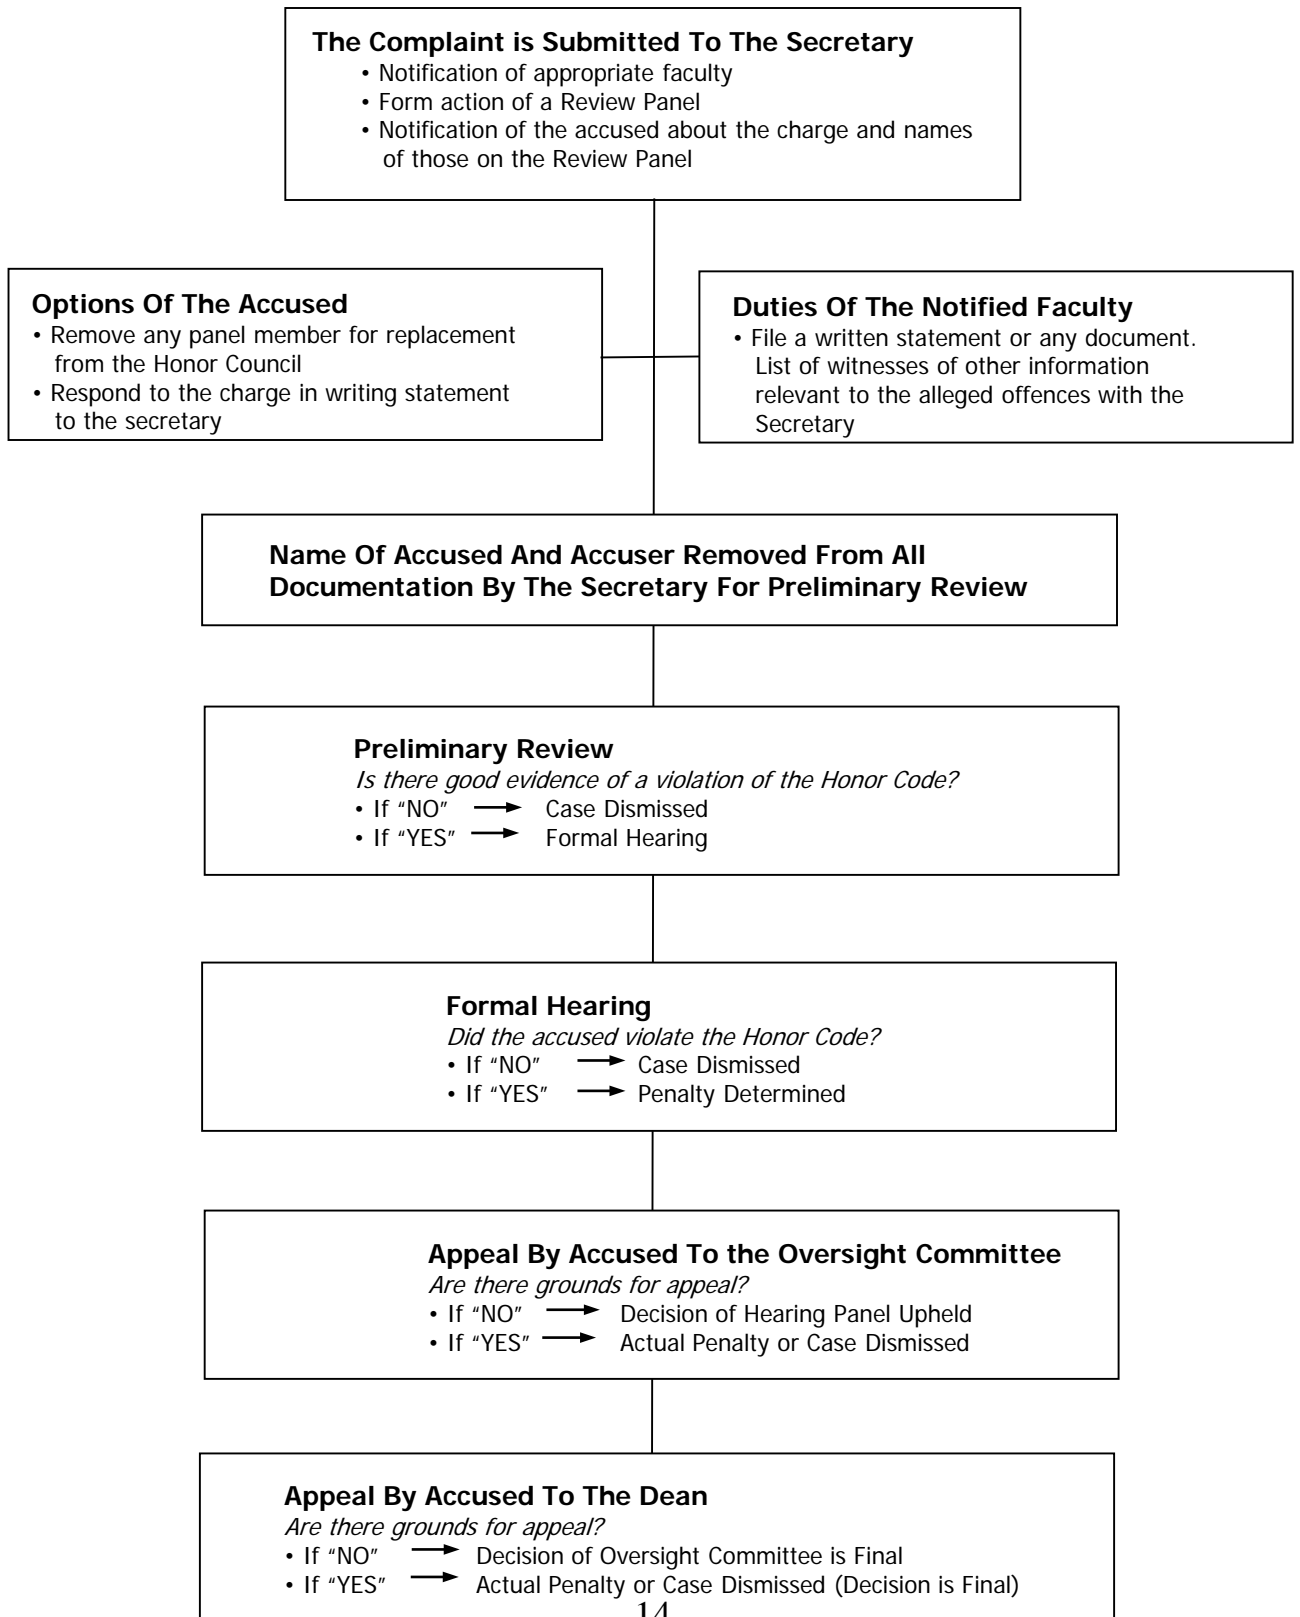 The Complaint is Submitted To The Secretary
• Notification of appropriate faculty
• Form action of a Review Panel
• Notification of the accused about the charge and names
of those on the Review Panel
Options Of The Accused
• Remove any panel member for replacement
from the Honor Council
• Respond to the charge in writing statement
to the secretary
Duties Of The Notified Faculty
• File a written statement or any document.
List of witnesses of other information
relevant to the alleged offences with the
Secretary
Name Of Accused And Accuser Removed From All
Documentation By The Secretary For Preliminary Review
Preliminary Review
Is there good evidence of a violation of the Honor Code?
• If “NO” → Case Dismissed
• If “YES” → Formal Hearing
Formal Hearing
Did the accused violate the Honor Code?
• If “NO” → Case Dismissed
• If “YES” → Penalty Determined
Appeal By Accused To the Oversight Committee
Are there grounds for appeal?
• If “NO” → Decision of Hearing Panel Upheld
• If “YES” → Actual Penalty or Case Dismissed
Appeal By Accused To The Dean
Are there grounds for appeal?
• If “NO” → Decision of Oversight Committee is Final
• If “YES” → Actual Penalty or Case Dismissed (Decision is Final)
14